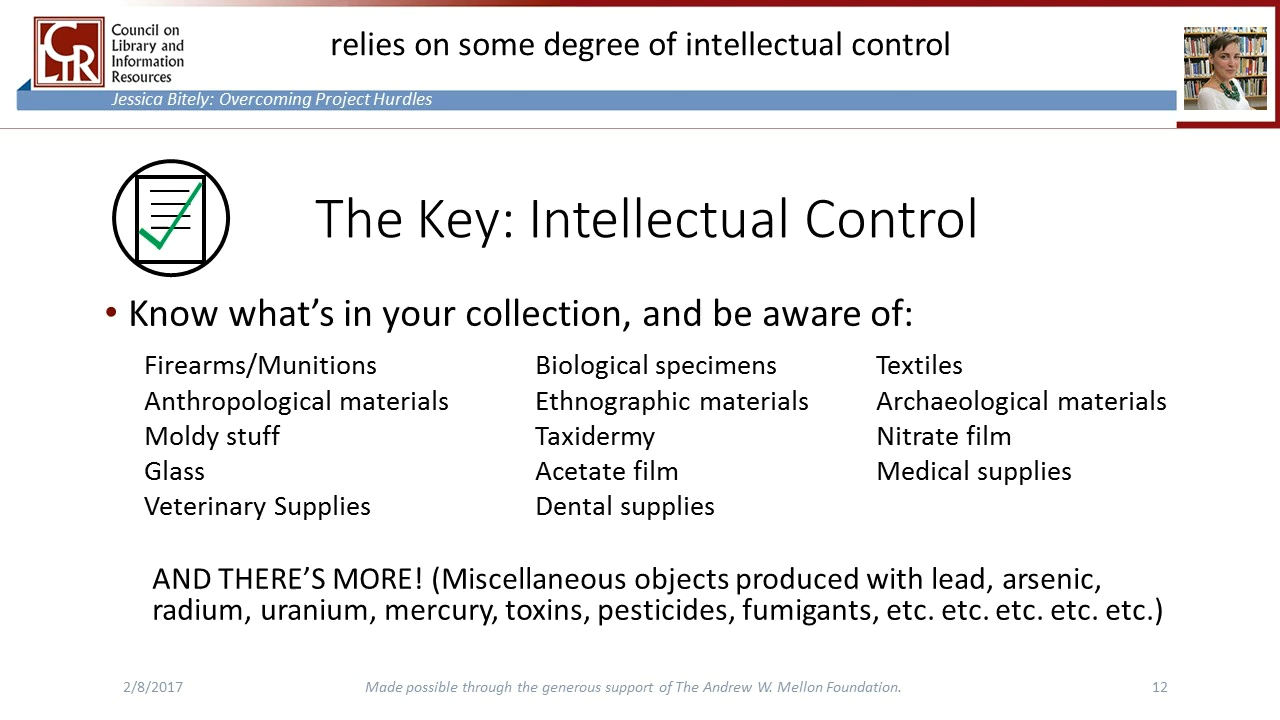 CLIR
Council on
Library and
Information
Resources
relies on some degree of intellectual control
Jessica Bitely: Overcoming Project Hurdles
The Key: Intellectual Control
• Know what’s in your collection, and be aware of:
Firearms/Munitions Biological specimens Textiles
Anthropological materials Ethnographic materials Archaeological materials
Moldy stuff Taxidermy Nitrate film
Glass Acetate film Medical supplies
Veterinary Supplies Dental supplies
AND THERE’S MORE! (Miscellaneous objects produced with lead, arsenic,
radium, uranium, mercury, toxins, pesticides, fumigants, etc. etc. etc. etc. etc.)
2/8/2017 Made possible through the generous support of The Andrew W. Mellon Foundation. 12